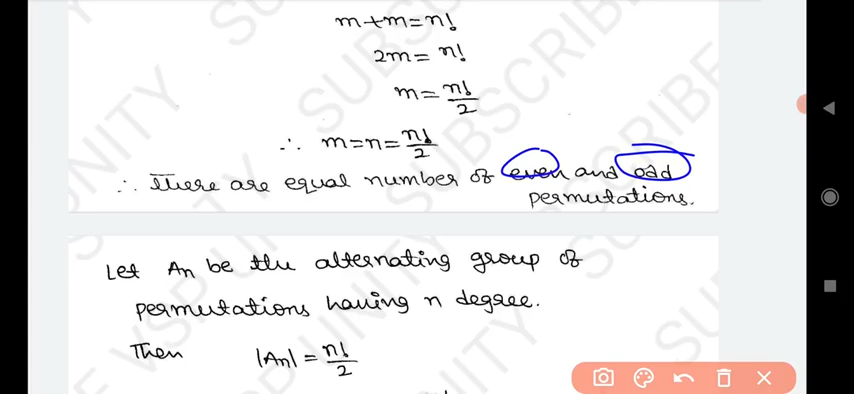 m+m=n!
2m= n!
m= n!/2
∴ m=n= n!/2
∴ There are equal number of even and odd
permutations.
Let An be the alternating group of
permutations having n degree.
Then |An| = n!/2